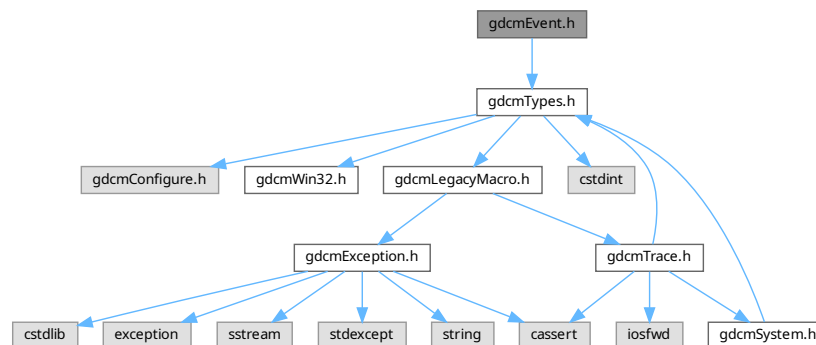 gdcmEvent.h
gdcmTypes.h
gdcmConfigure.h
gdcmWin32.h
gdcmLegacyMacro.h
cstdint
gdcmException.h
gdcmTrace.h
cstdlib
exception
sstream
stdexcept
string
cassert
iosfwd
gdcmSystem.h